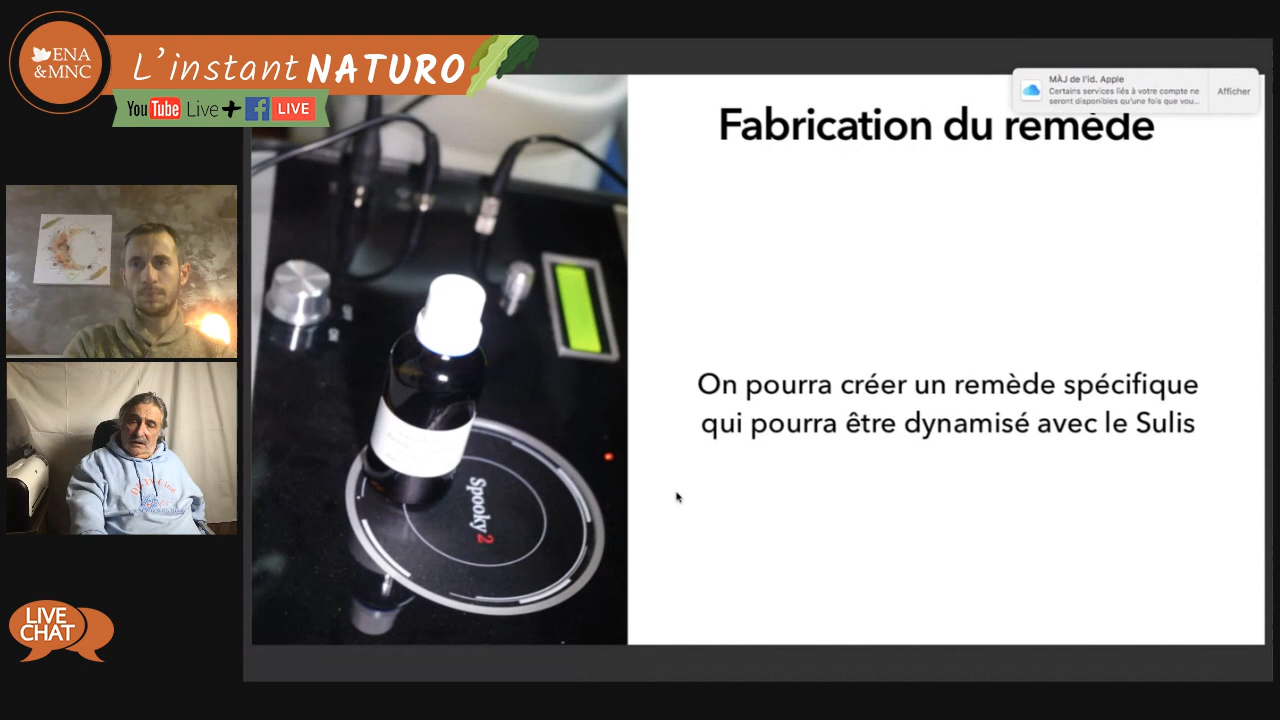 ENA
&MNC
L'instant NATURO
YouTube Live + f LIVE
MÀJ de l'id. Apple
Certains services liés à votre compte ne
seront disponibles qu'une fois que vou...
Afficher
Fabrication du remède
On pourra créer un remède spécifique
qui pourra être dynamisé avec le Sulis
Spooky2
LIVE
CHAT